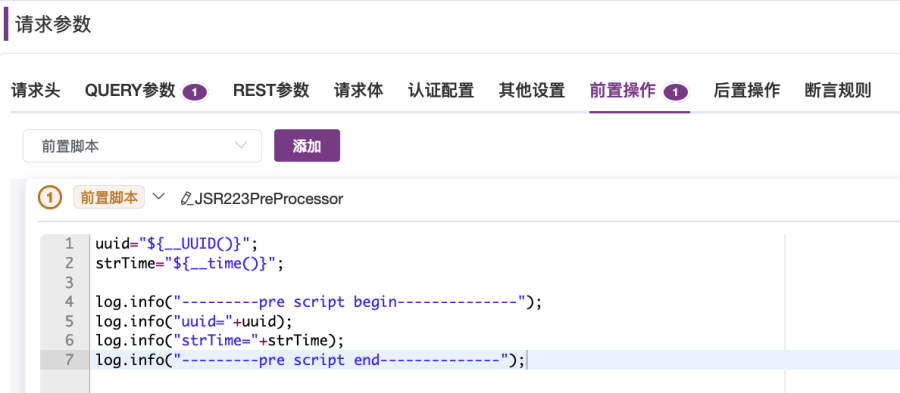 请求参数
请求头 QUERY参数 1 REST参数 请求体 认证配置 其他设置 前置操作 1 后置操作 断言规则
前置脚本 添加
1 前置脚本 JSR223PreProcessor
1 uuid="${__UUID()}";
2 strTime="${__time()}";
3
4 log.info("---------pre script begin--------------");
5 log.info("uuid="+uuid);
6 log.info("strTime="+strTime);
7 log.info("---------pre script end--------------");